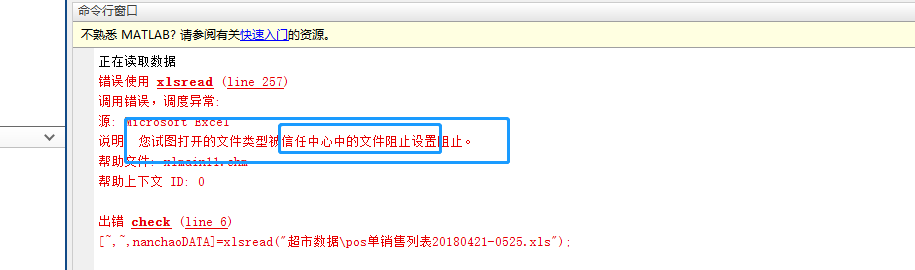 命令行窗口
不熟悉 MATLAB? 请参阅有关快速入门的资源。
正在读取数据
错误使用 xlsread (line 257)
调用错误，调度异常:
源: Microsoft Excel
说明: 您试图打开的文件类型被信任中心中的文件阻止设置阻止。
帮助文件: xlmain11.chm
帮助上下文 ID: 0
出错 check (line 6)
[~,~,nanchaoDATA]=xlsread("超市数据\pos单销售列表20180421-0525.xls");